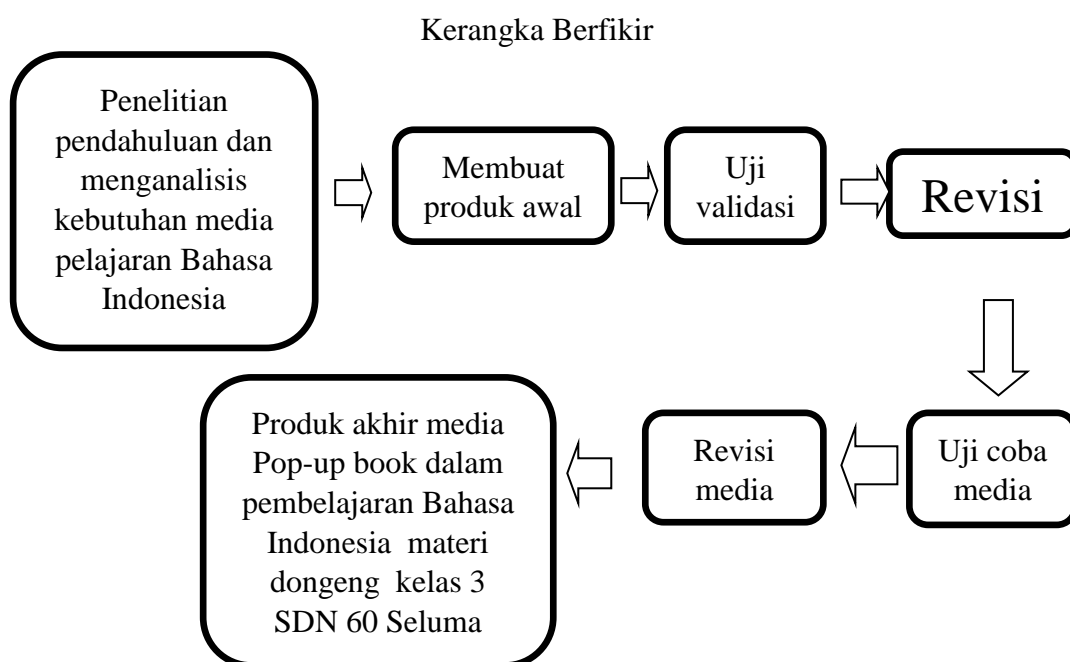 Kerangka Berfikir
Penelitian
pendahuluan dan
menganalisis
kebutuhan media
pelajaran Bahasa
Indonesia
Membuat
produk awal
Uji
validasi
Revisi
Uji coba
media
Revisi
media
Produk akhir media
Pop-up book dalam
pembelajaran Bahasa
Indonesia materi
dongeng kelas 3
SDN 60 Seluma